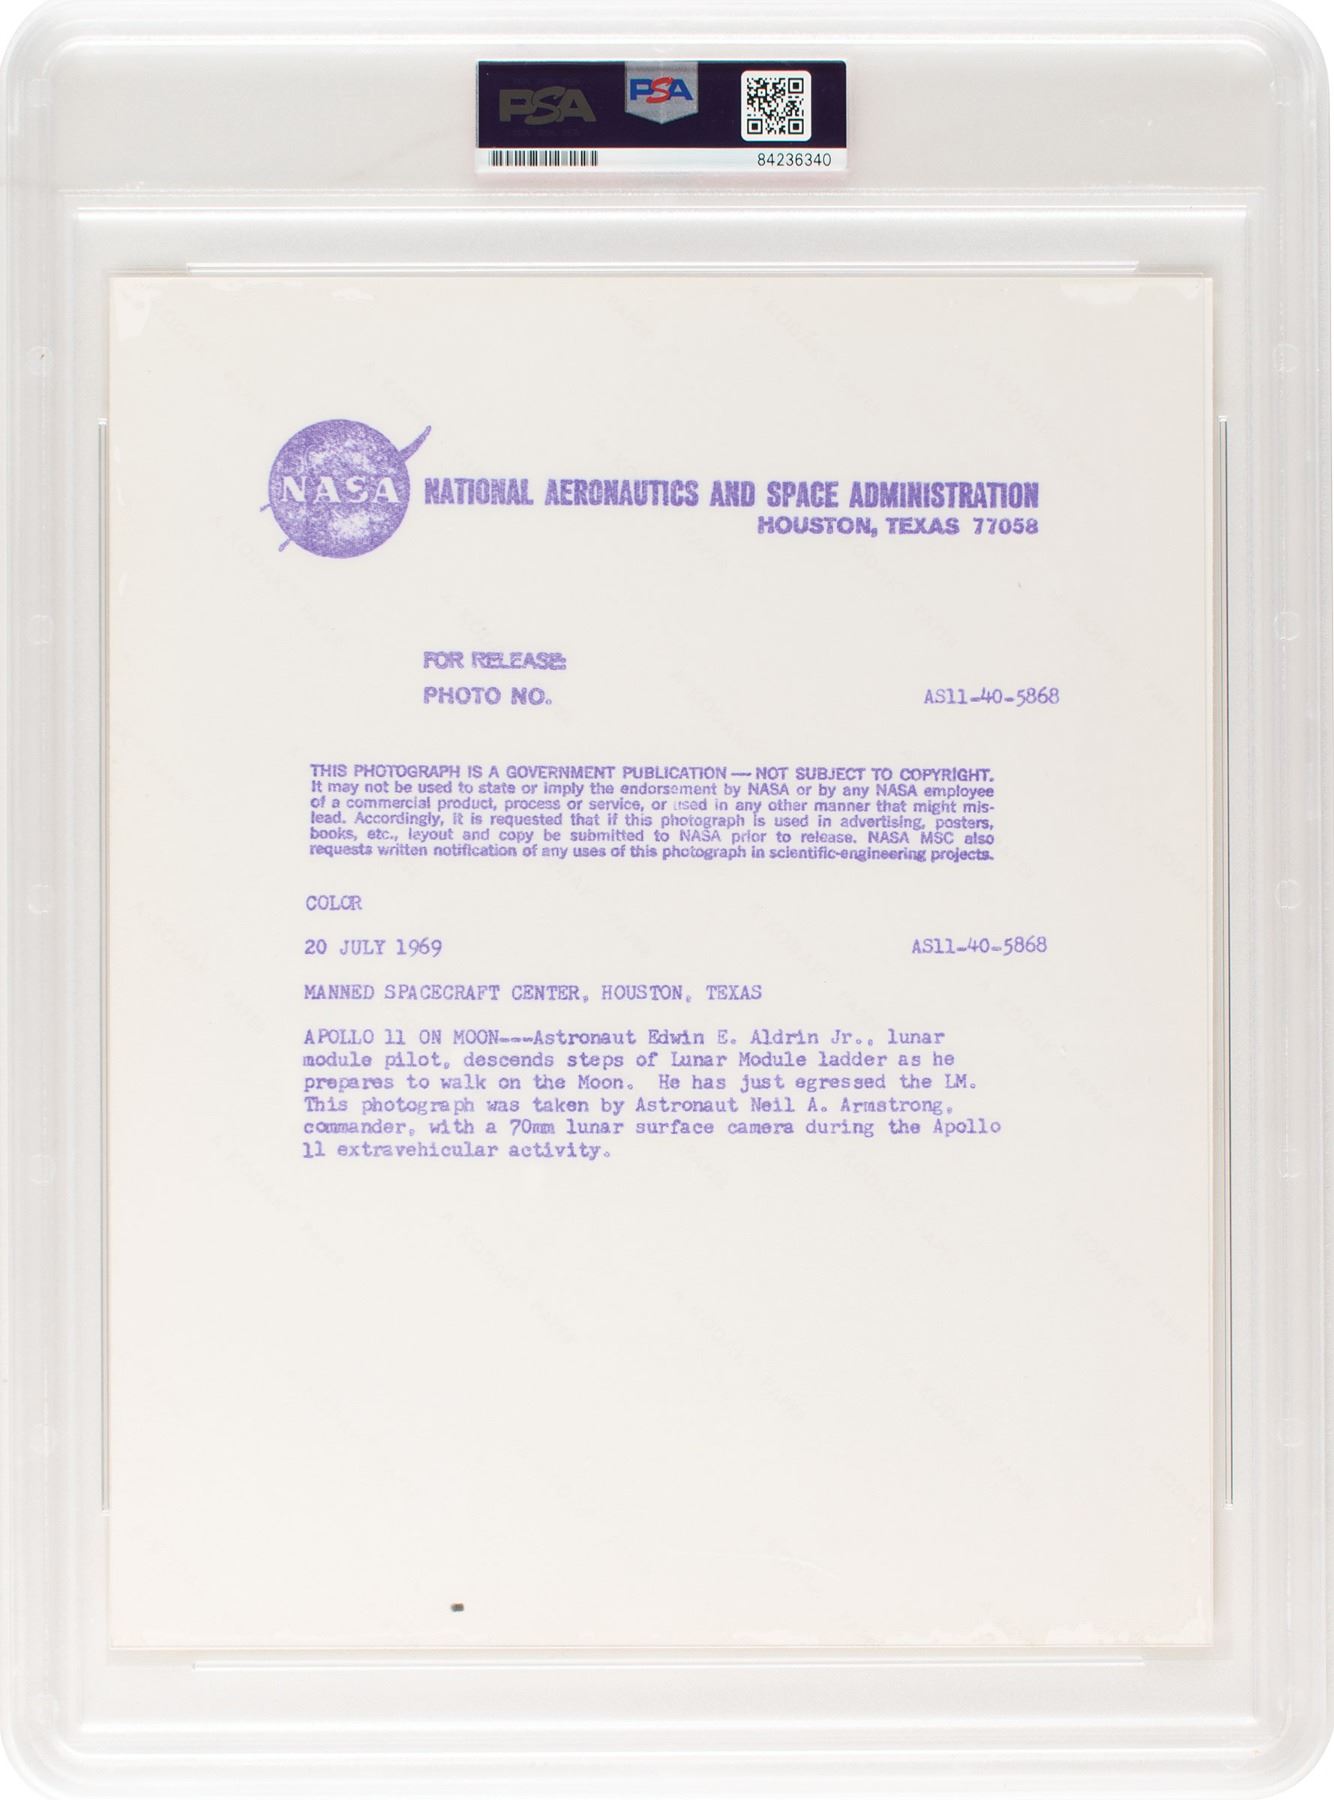 PSA
PSA
84236340
NASA
NATIONAL AERONAUTICS AND SPACE ADMINISTRATION
HOUSTON, TEXAS 77058
FOR RELEASE:
PHOTO NO. AS11-40-5868
THIS PHOTOGRAPH IS A GOVERNMENT PUBLICATION — NOT SUBJECT TO COPYRIGHT.
It may not be used to state or imply the endorsement by NASA or by any NASA employee
of a commercial product, process or service, or used in any other manner that might mis-
lead. Accordingly, it is requested that if this photograph is used in advertising, posters,
books, etc., layout and copy be submitted to NASA prior to release. NASA MSC also
requests written notification of any uses of this photograph in scientific-engineering projects.
COLOR
20 JULY 1969 AS11-40-5868
MANNED SPACECRAFT CENTER, HOUSTON, TEXAS
APOLLO 11 ON MOON---Astronaut Edwin E. Aldrin Jr., lunar
module pilot, descends steps of Lunar Module ladder as he
prepares to walk on the Moon. He has just egressed the LM.
This photograph was taken by Astronaut Neil A. Armstrong,
commander, with a 70mm lunar surface camera during the Apollo
11 extravehicular activity.